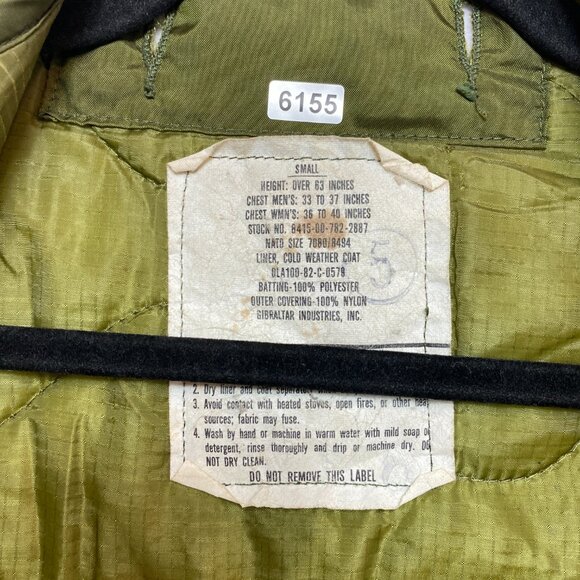 6155
SMALL
HEIGHT: OVER 63 INCHES
CHEST MEN'S: 33 TO 37 INCHES
CHEST WMN'S: 36 TO 40 INCHES
STOCK NO. 8415-00-782-2887
NATO SIZE 7080/8494
LINER, COLD WEATHER COAT
DLA100-82-C-0579
BATTING-100% POLYESTER
OUTER COVERING-100% NYLON
GIBRALTAR INDUSTRIES, INC.
5
2. Dry liner and coat
3. Avoid contact with heated stoves, open fires, or other heat
sources; fabric may fuse.
4. Wash by hand or machine in warm water with mild soap or
detergent, rinse thoroughly and drip or machine dry. DO
NOT DRY CLEAN.
DO NOT REMOVE THIS LABEL